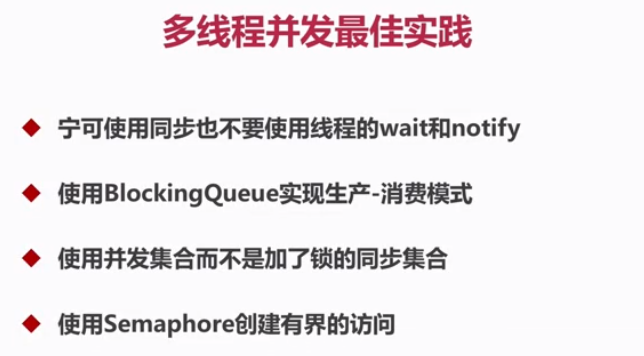 多线程并发最佳实践
宁可使用同步也不要使用线程的wait和notify
使用BlockingQueue实现生产-消费模式
使用并发集合而不是加了锁的同步集合
使用Semaphore创建有界的访问